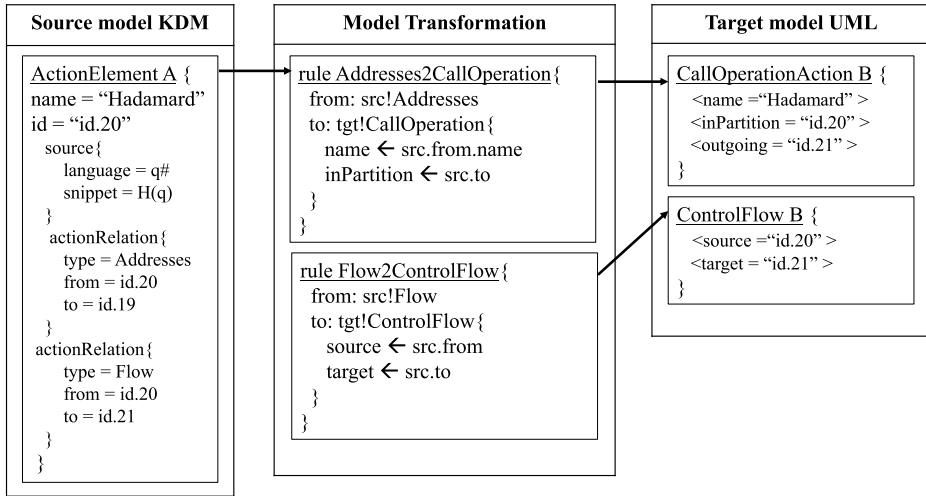 Source model KDM
ActionElement A {
name = “Hadamard”
id = “id.20”
source{
language = q#
snippet = H(q)
}
actionRelation{
type = Addresses
from = id.20
to = id.19
}
actionRelation{
type = Flow
from = id.20
to = id.21
}
}
Model Transformation
rule Addresses2CallOperation{
from: src!Addresses
to: tgt!CallOperation{
name ← src.from.name
inPartition ← src.to
}
}
rule Flow2ControlFlow{
from: src!Flow
to: tgt!ControlFlow{
source ← src.from
target ← src.to
}
}
Target model UML
CallOperationAction B {
<name =“Hadamard” >
<inPartition = “id.20” >
<outgoing = “id.21” >
}
ControlFlow B {
<source =“id.20” >
<target = “id.21” >
}